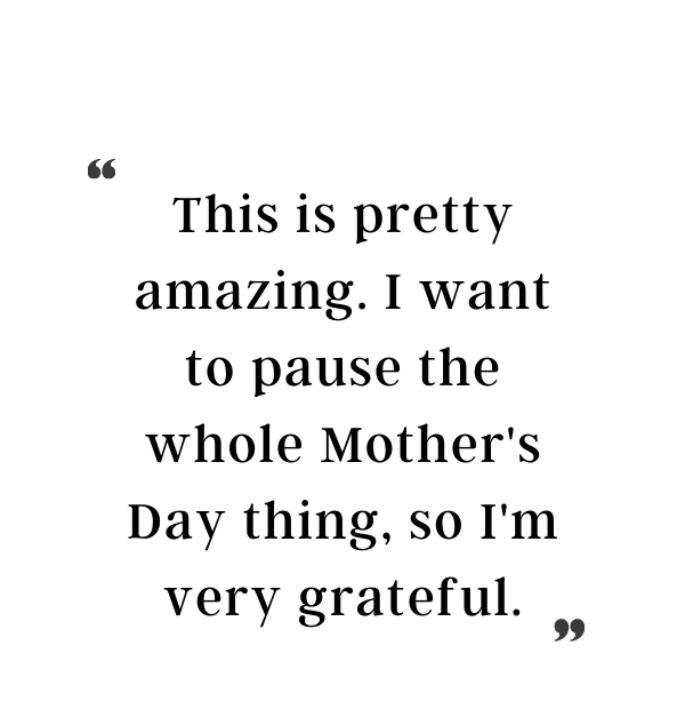 “
This is pretty
amazing. I want
to pause the
whole Mother's
Day thing, so I'm
very grateful.
”